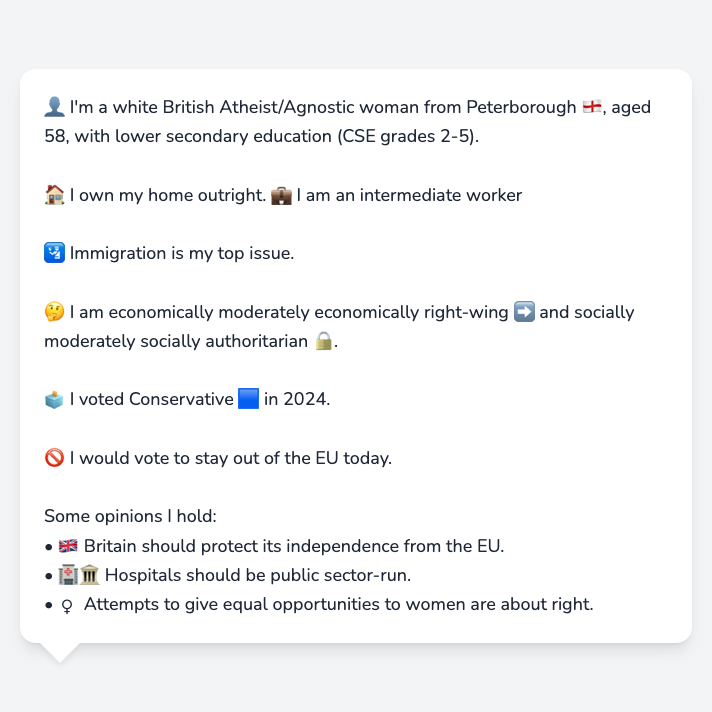 👤 I'm a white British Atheist/Agnostic woman from Peterborough 🏴󠁧󠁢󠁥󠁮󠁧󠁿, aged
58, with lower secondary education (CSE grades 2-5).
🏠 I own my home outright. 💼 I am an intermediate worker
🛂 Immigration is my top issue.
🤔 I am economically moderately economically right-wing ➡️ and socially
moderately socially authoritarian 🔒.
🗳️ I voted Conservative 🟦 in 2024.
🚫 I would vote to stay out of the EU today.
Some opinions I hold:
• 🇬🇧 Britain should protect its independence from the EU.
• 🏥🏛️ Hospitals should be public sector-run.
• ♀ Attempts to give equal opportunities to women are about right.